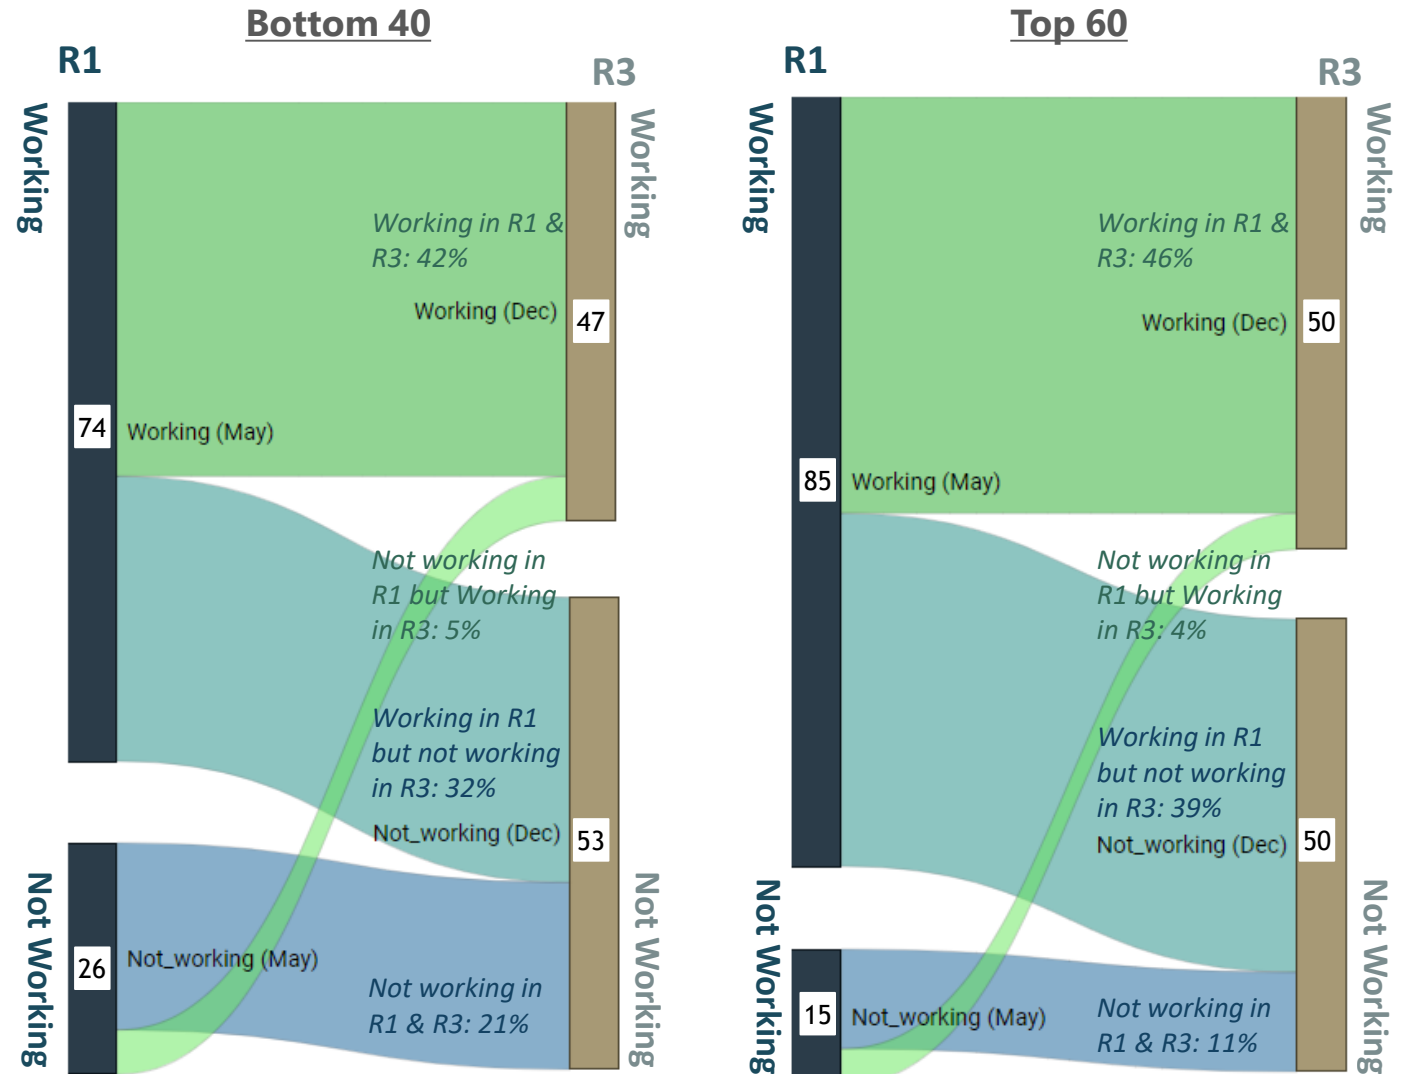 Bottom 40
R1
R3
Working
Working
Working in R1 &
R3: 42%
Working (Dec)
47
74
Working (May)
Not working in
R1 but Working
in R3: 5%
Working in R1
but not working
in R3: 32%
Not_working (Dec)
53
Not Working
Not Working
26
Not_working (May)
Not working in
R1 & R3: 21%
Top 60
R1
R3
Working
Working
Working in R1 &
R3: 46%
Working (Dec)
50
85
Working (May)
Not working in
R1 but Working
in R3: 4%
Working in R1
but not working
in R3: 39%
Not_working (Dec)
50
Not Working
Not Working
15
Not_working (May)
Not working in
R1 & R3: 11%